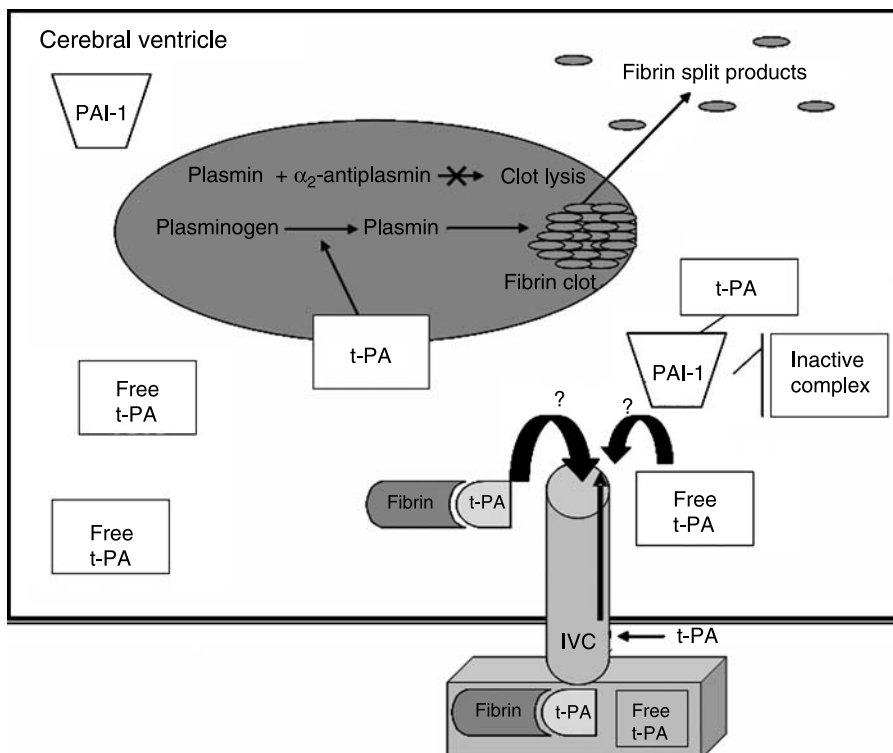 Cerebral ventricle
PAI-1
Fibrin split products
Plasmin + α2-antiplasmin Clot lysis
Plasminogen Plasmin
Fibrin clot
t-PA
t-PA
PAI-1
Inactive
complex
Free
t-PA
? ?
Fibrin t-PA
Free
t-PA
Free
t-PA
IVC t-PA
Fibrin t-PA
Free
t-PA